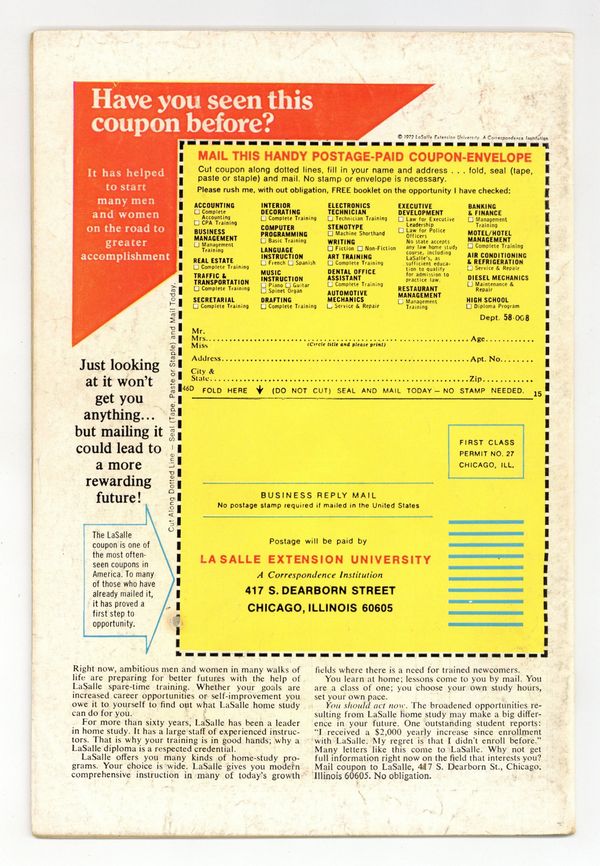 Have you seen this
coupon before?
It has helped
to start
many men
and women
on the road to
greater
accomplishment
Just looking
at it won't
get you
anything...
but mailing it
could lead to
a more
rewarding
future!
The LaSalle
coupon is one of
the most often-
seen coupons in
America. To many
of those who have
already mailed it,
it has proved a
first step to
opportunity.
Cut Along Dotted Line — Seal (Tape, Paste or Staple) and Mail Today.
© 1977 LaSalle Extension University, A Correspondence Institution
MAIL THIS HANDY POSTAGE-PAID COUPON-ENVELOPE
Cut coupon along dotted lines, fill in your name and address . . . fold, seal (tape,
paste or staple) and mail. No stamp or envelope is necessary.
Please rush me, with out obligation, FREE booklet on the opportunity I have checked:
ACCOUNTING
Complete
Accounting
CPA Training
BUSINESS
MANAGEMENT
Management
Training
REAL ESTATE
Complete Training
TRAFFIC &
TRANSPORTATION
Complete Training
SECRETARIAL
Complete Training
INTERIOR
DECORATING
Complete Training
COMPUTER
PROGRAMMING
Basic Training
LANGUAGE
INSTRUCTION
French Spanish
MUSIC
INSTRUCTION
Piano Guitar
Spinet Organ
DRAFTING
Complete Training
ELECTRONICS
TECHNICIAN
Technician Training
STENOTYPE
Machine Shorthand
WRITING
Fiction Non-Fiction
ART TRAINING
Complete Training
DENTAL OFFICE
ASSISTANT
Complete Training
AUTOMOTIVE
MECHANICS
Service & Repair
EXECUTIVE
DEVELOPMENT
Law for Executive
Leadership
Law for Police
Officers
No state accepts
any law home study
course, including
LaSalle's, as
sufficient educa-
tion to qualify
for admission to
practice law.
RESTAURANT
MANAGEMENT
Management
Training
BANKING
& FINANCE
Management
Training
MOTEL/HOTEL
MANAGEMENT
Complete Training
AIR CONDITIONING
& REFRIGERATION
Service & Repair
DIESEL MECHANICS
Maintenance &
Repair
HIGH SCHOOL
Diploma Program
Dept. 58-008
Mr.
Mrs. Age
Miss (Circle title and please print)
Address Apt. No.
City &
State Zip
46D FOLD HERE (DO NOT CUT) SEAL AND MAIL TODAY — NO STAMP NEEDED. 15
FIRST CLASS
PERMIT NO. 27
CHICAGO, ILL.
BUSINESS REPLY MAIL
No postage stamp required if mailed in the United States
Postage will be paid by
LA SALLE EXTENSION UNIVERSITY
A Correspondence Institution
417 S. DEARBORN STREET
CHICAGO, ILLINOIS 60605
Right now, ambitious men and women in many walks of
life are preparing for better futures with the help of
LaSalle spare-time training. Whether your goals are
increased career opportunities or self-improvement you
owe it to yourself to find out what LaSalle home study
can do for you.
For more than sixty years, LaSalle has been a leader
in home study. It has a large staff of experienced instruc-
tors. That is why your training is in good hands; why a
LaSalle diploma is a respected credential.
LaSalle offers you many kinds of home-study pro-
grams. Your choice is wide. LaSalle gives you modern
comprehensive instruction in many of today's growth
fields where there is a need for trained newcomers.
You learn at home; lessons come to you by mail. You
are a class of one; you choose your own study hours,
set your own pace.
You should act now. The broadened opportunities re-
sulting from LaSalle home study may make a big differ-
ence in your future. One outstanding student reports:
"I received a $2,000 yearly increase since enrollment
with LaSalle. My regret is that I didn't enroll before."
Many letters like this come to LaSalle. Why not get
full information right now on the field that interests you?
Mail coupon to LaSalle, 417 S. Dearborn St., Chicago,
Illinois 60605. No obligation.